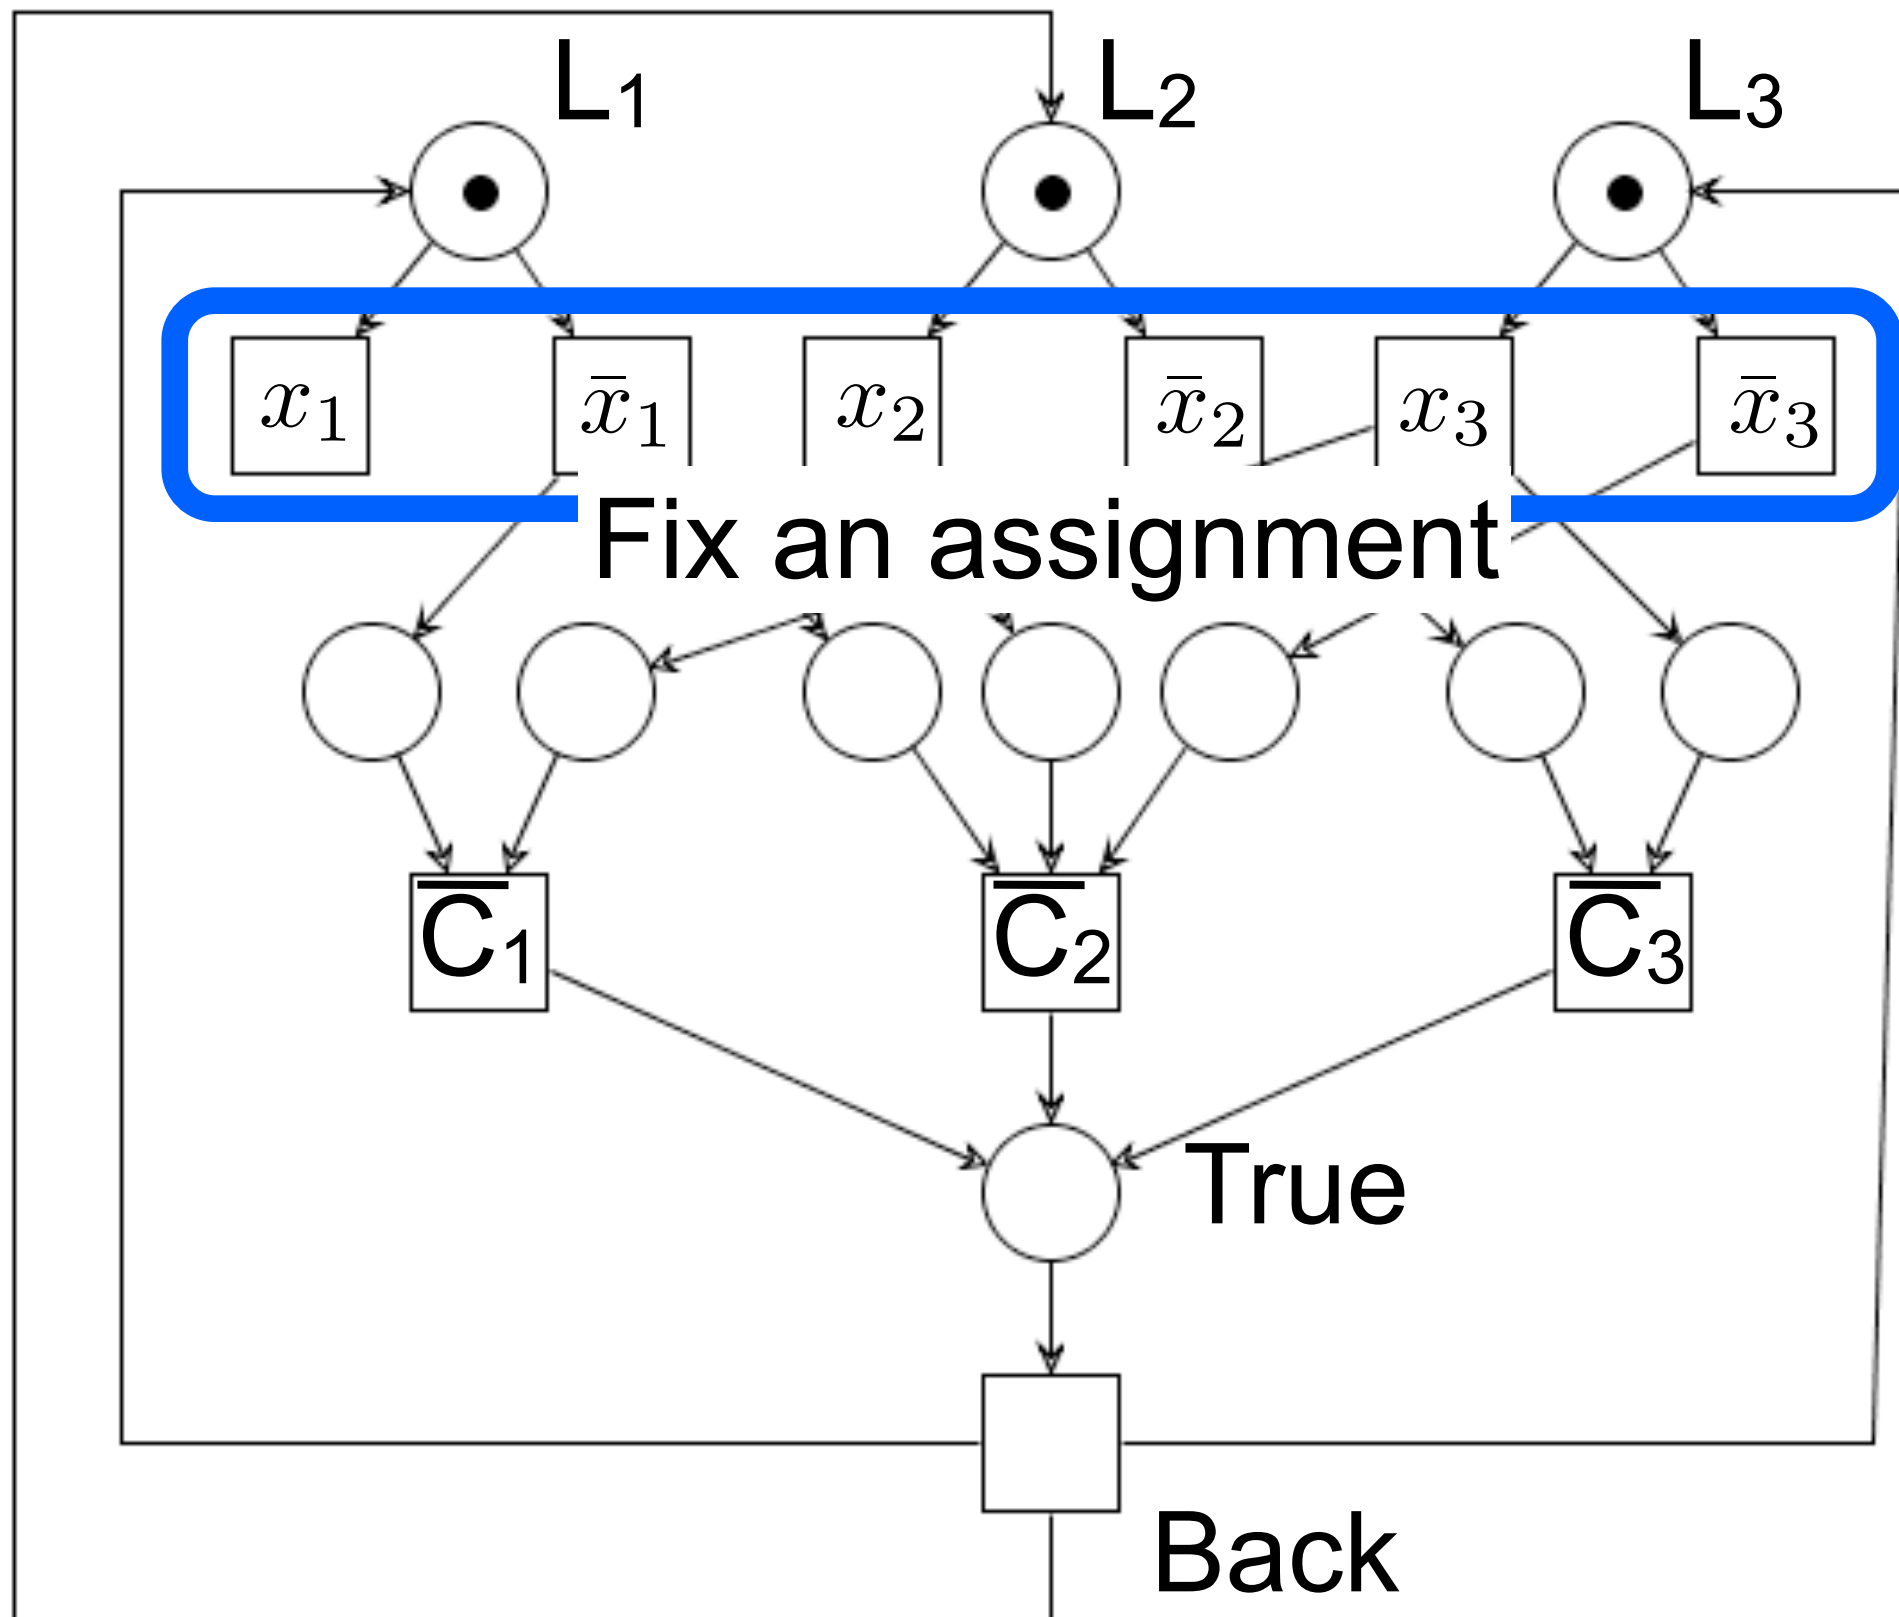 L₁ L₂ L₃
x₁ x̄₁ x₂ x̄₂ x₃ x̄₃
Fix an assignment
C̅₁ C̅₂ C̅₃
True
Back